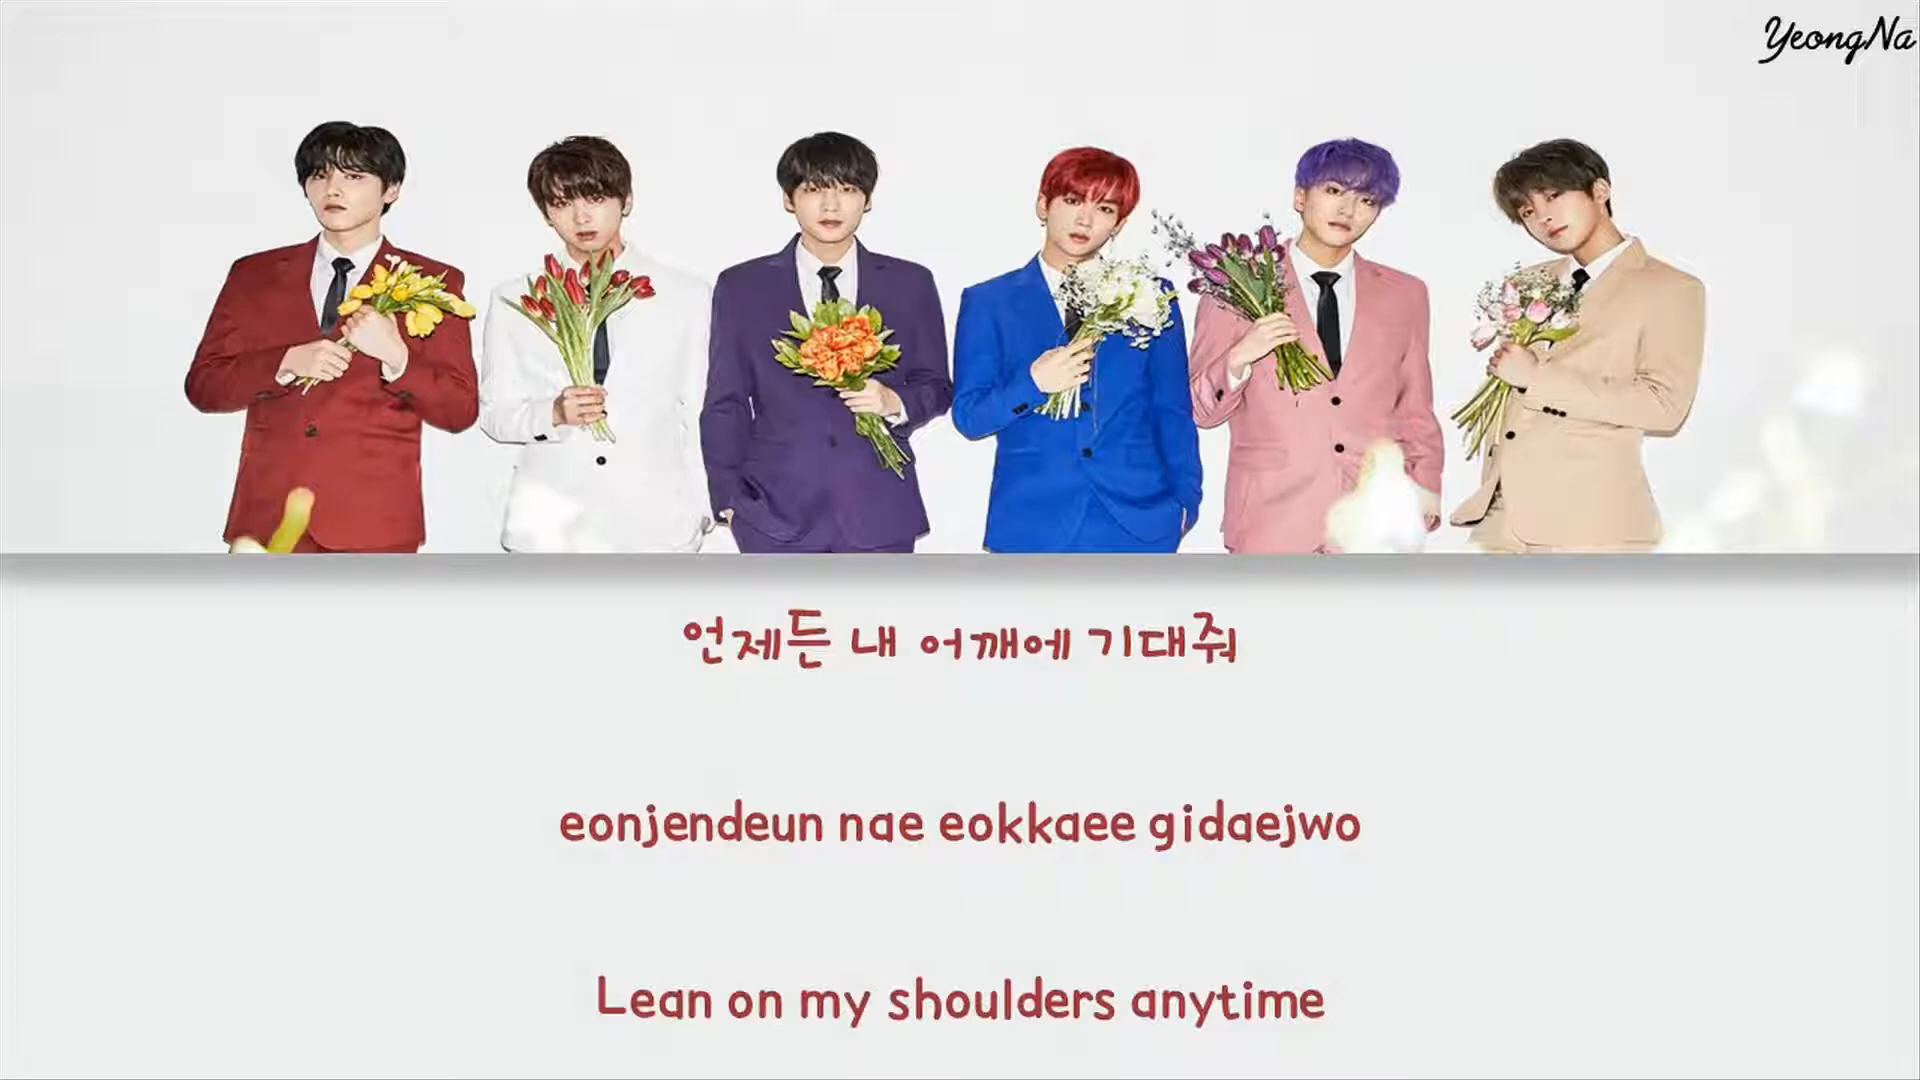 YeongNa
언제든 내 어깨에 기대줘
eonjendeun nae eokkaee gidaejwo
Lean on my shoulders anytime